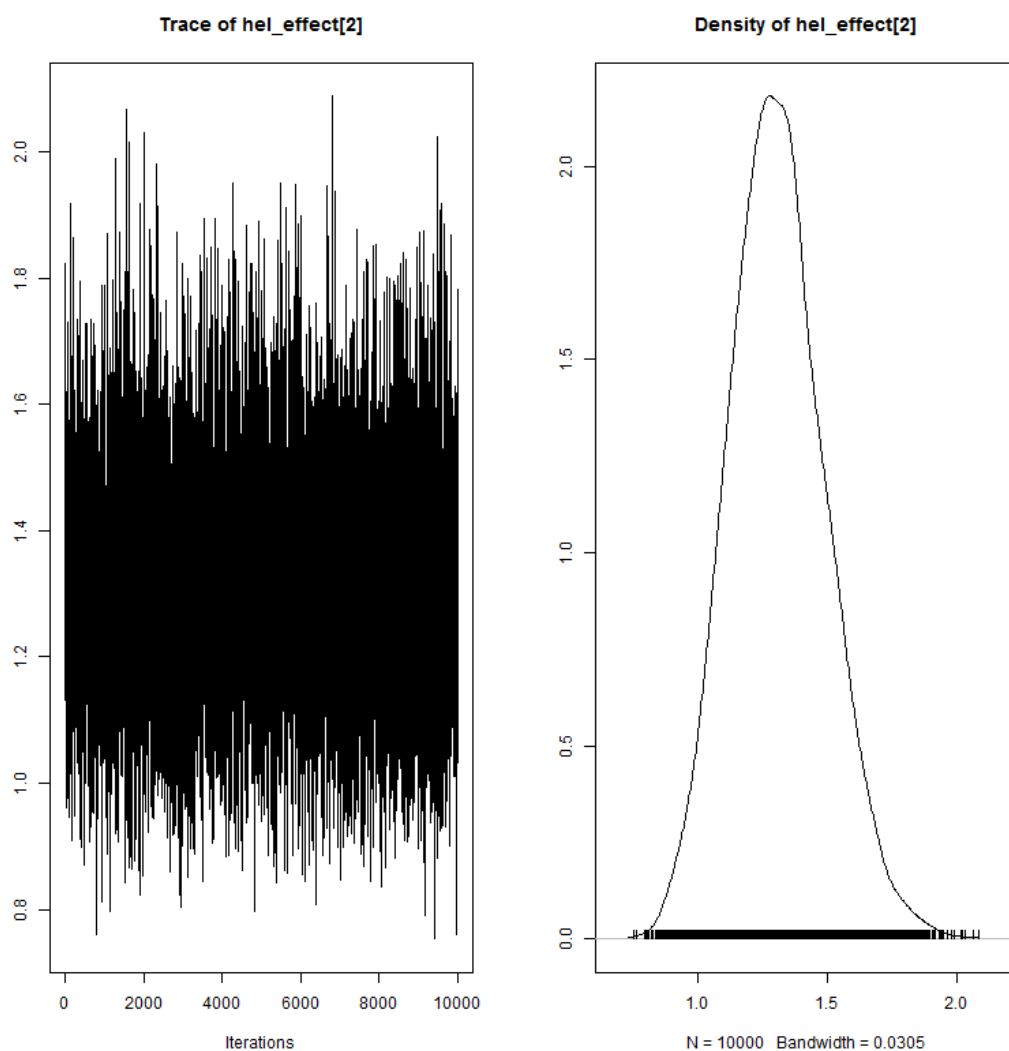 Trace of hel_effect[2]
2.0
1.8
1.6
1.4
1.2
1.0
0.8
0 2000 4000 6000 8000 10000
Iterations
Density of hel_effect[2]
2.0
1.5
1.0
0.5
0.0
1.0 1.5 2.0
N = 10000 Bandwidth = 0.0305